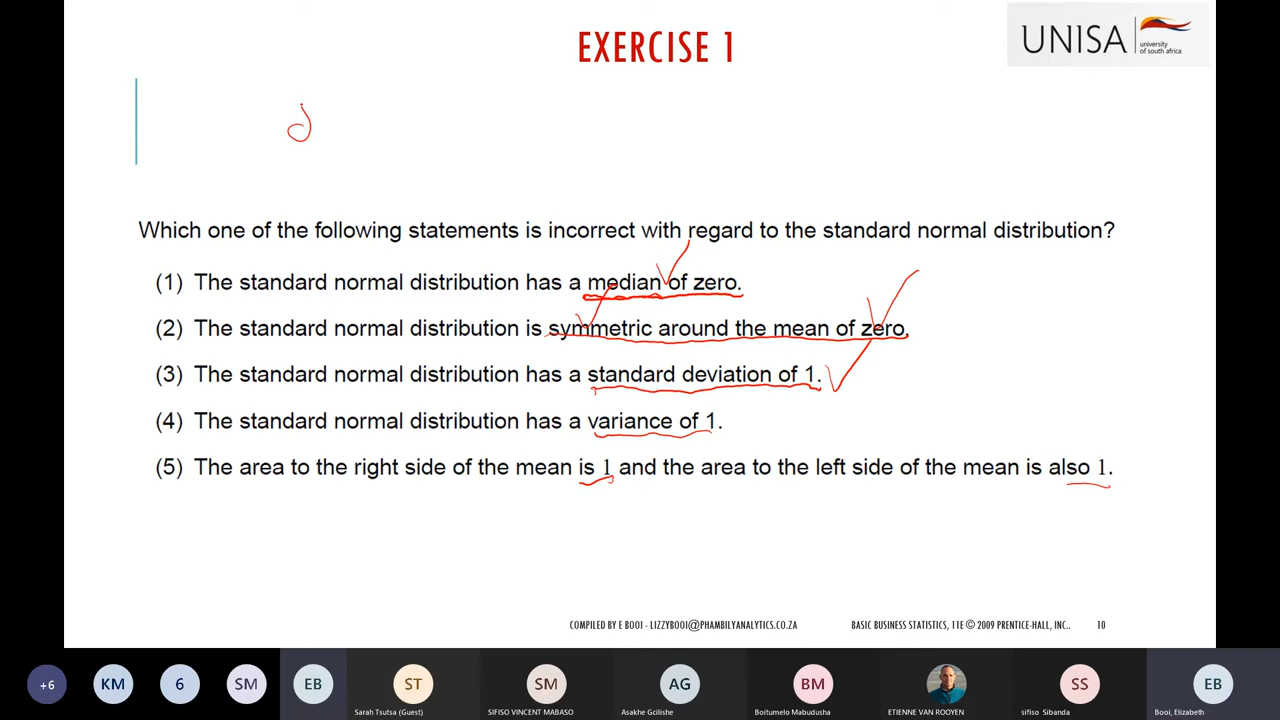 EXERCISE 1
UNISA
university
of south africa
Which one of the following statements is incorrect with regard to the standard normal distribution?
(1) The standard normal distribution has a median of zero.
(2) The standard normal distribution is symmetric around the mean of zero.
(3) The standard normal distribution has a standard deviation of 1.
(4) The standard normal distribution has a variance of 1.
(5) The area to the right side of the mean is 1 and the area to the left side of the mean is also 1.
COMPILED BY E BOOI - LIZZYBOOI@PHAMBILYANALYTICS.CO.ZA
BASIC BUSINESS STATISTICS, 11E © 2009 PRENTICE-HALL, INC..
10
+6
KM
6
SM
EB
ST
SM
AG
BM
SS
EB
Sarah Tsutsa (Guest)
SIFISO VINCENT MABASO
Asakhe Gcilishe
Boitumelo Mabudusha
ETIENNE VAN ROOYEN
sifiso Sibanda
Booi, Elizabeth